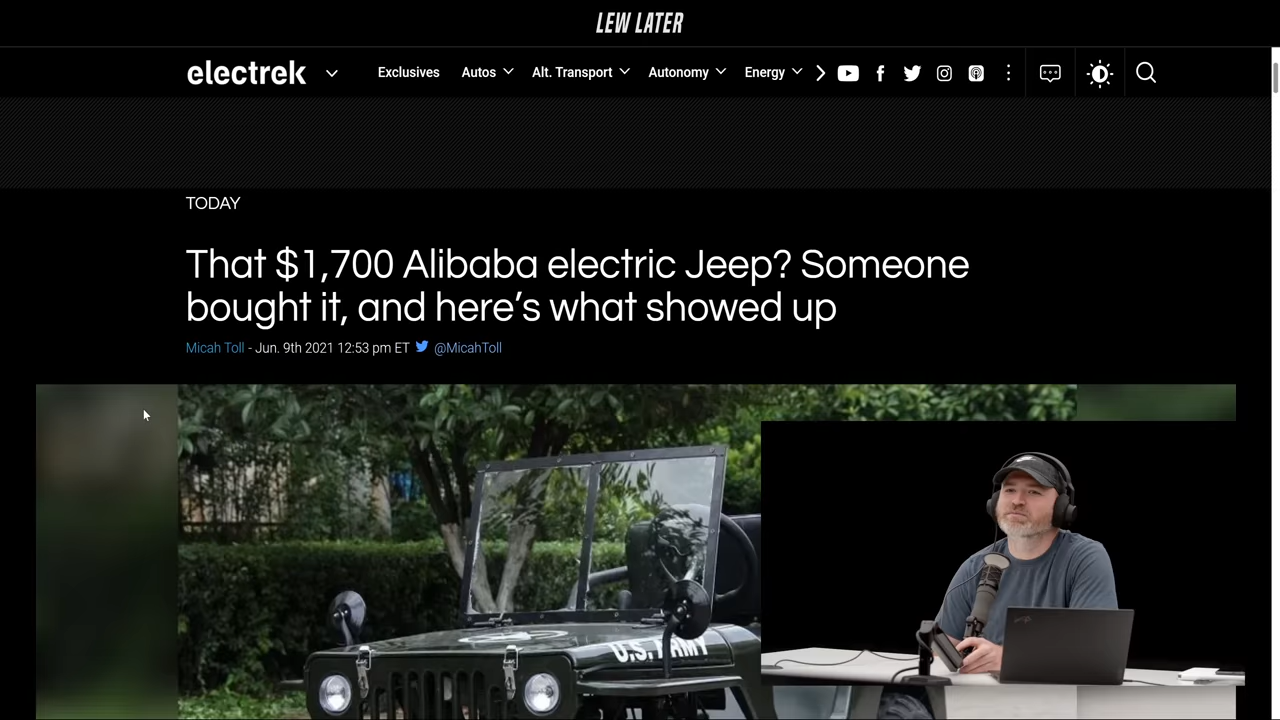 LEW LATER
electrek
Exclusives Autos Alt. Transport Autonomy Energy
TODAY
That $1,700 Alibaba electric Jeep? Someone
bought it, and here's what showed up
Micah Toll - Jun. 9th 2021 12:53 pm ET @MicahToll
U.S. ARMY